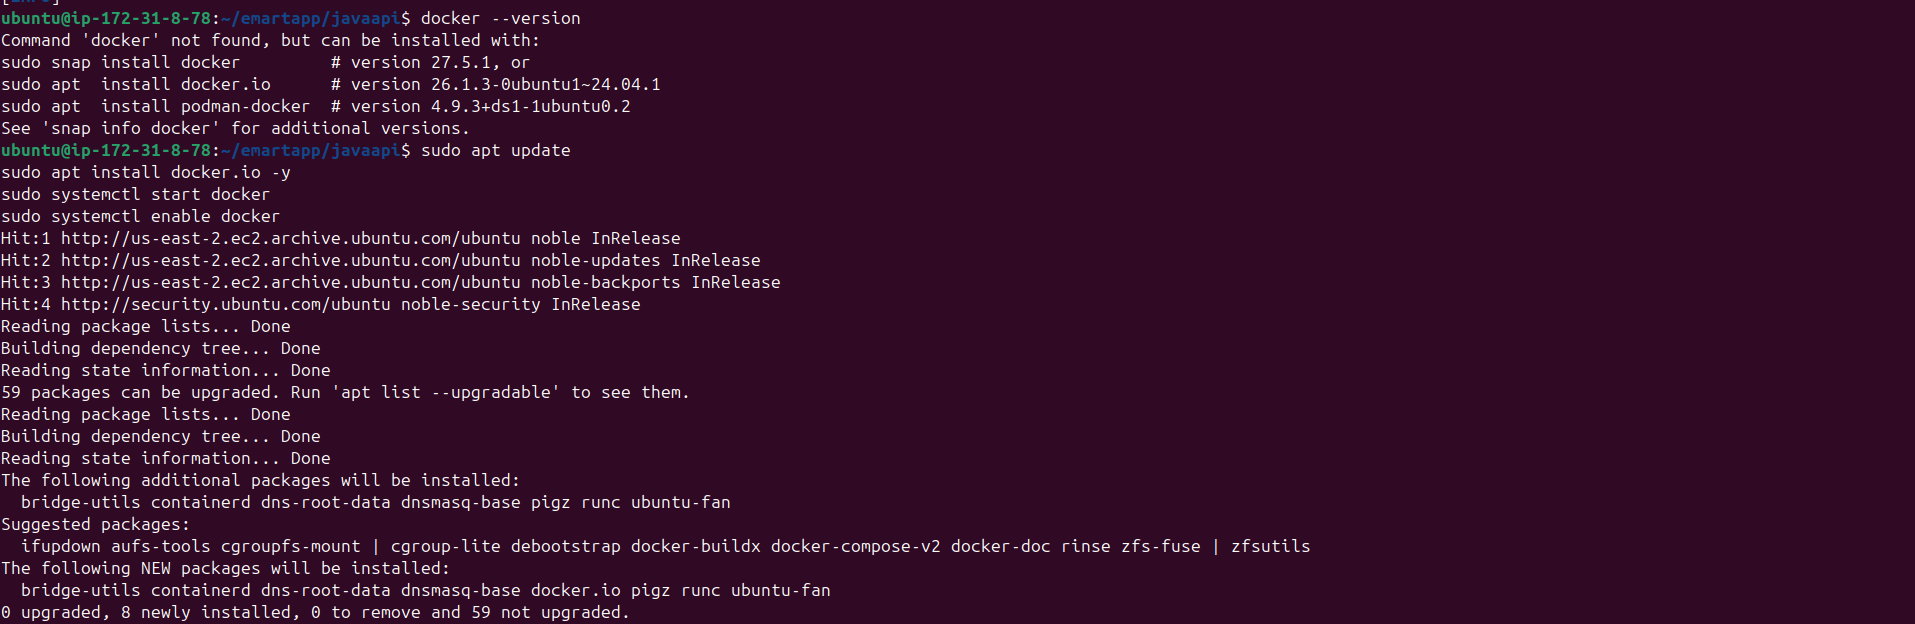 ubuntu@ip-172-31-8-78:~/emartapp/javaapi$ docker --version
Command 'docker' not found, but can be installed with:
sudo snap install docker         # version 27.5.1, or
sudo apt  install docker.io      # version 26.1.3-0ubuntu1~24.04.1
sudo apt  install podman-docker  # version 4.9.3+ds1-1ubuntu0.2
See 'snap info docker' for additional versions.
ubuntu@ip-172-31-8-78:~/emartapp/javaapi$ sudo apt update
sudo apt install docker.io -y
sudo systemctl start docker
sudo systemctl enable docker
Hit:1 http://us-east-2.ec2.archive.ubuntu.com/ubuntu noble InRelease
Hit:2 http://us-east-2.ec2.archive.ubuntu.com/ubuntu noble-updates InRelease
Hit:3 http://us-east-2.ec2.archive.ubuntu.com/ubuntu noble-backports InRelease
Hit:4 http://security.ubuntu.com/ubuntu noble-security InRelease
Reading package lists... Done
Building dependency tree... Done
Reading state information... Done
59 packages can be upgraded. Run 'apt list --upgradable' to see them.
Reading package lists... Done
Building dependency tree... Done
Reading state information... Done
The following additional packages will be installed:
  bridge-utils containerd dns-root-data dnsmasq-base pigz runc ubuntu-fan
Suggested packages:
  ifupdown aufs-tools cgroupfs-mount | cgroup-lite debootstrap docker-buildx docker-compose-v2 docker-doc rinse zfs-fuse | zfsutils
The following NEW packages will be installed:
  bridge-utils containerd dns-root-data dnsmasq-base docker.io pigz runc ubuntu-fan
0 upgraded, 8 newly installed, 0 to remove and 59 not upgraded.